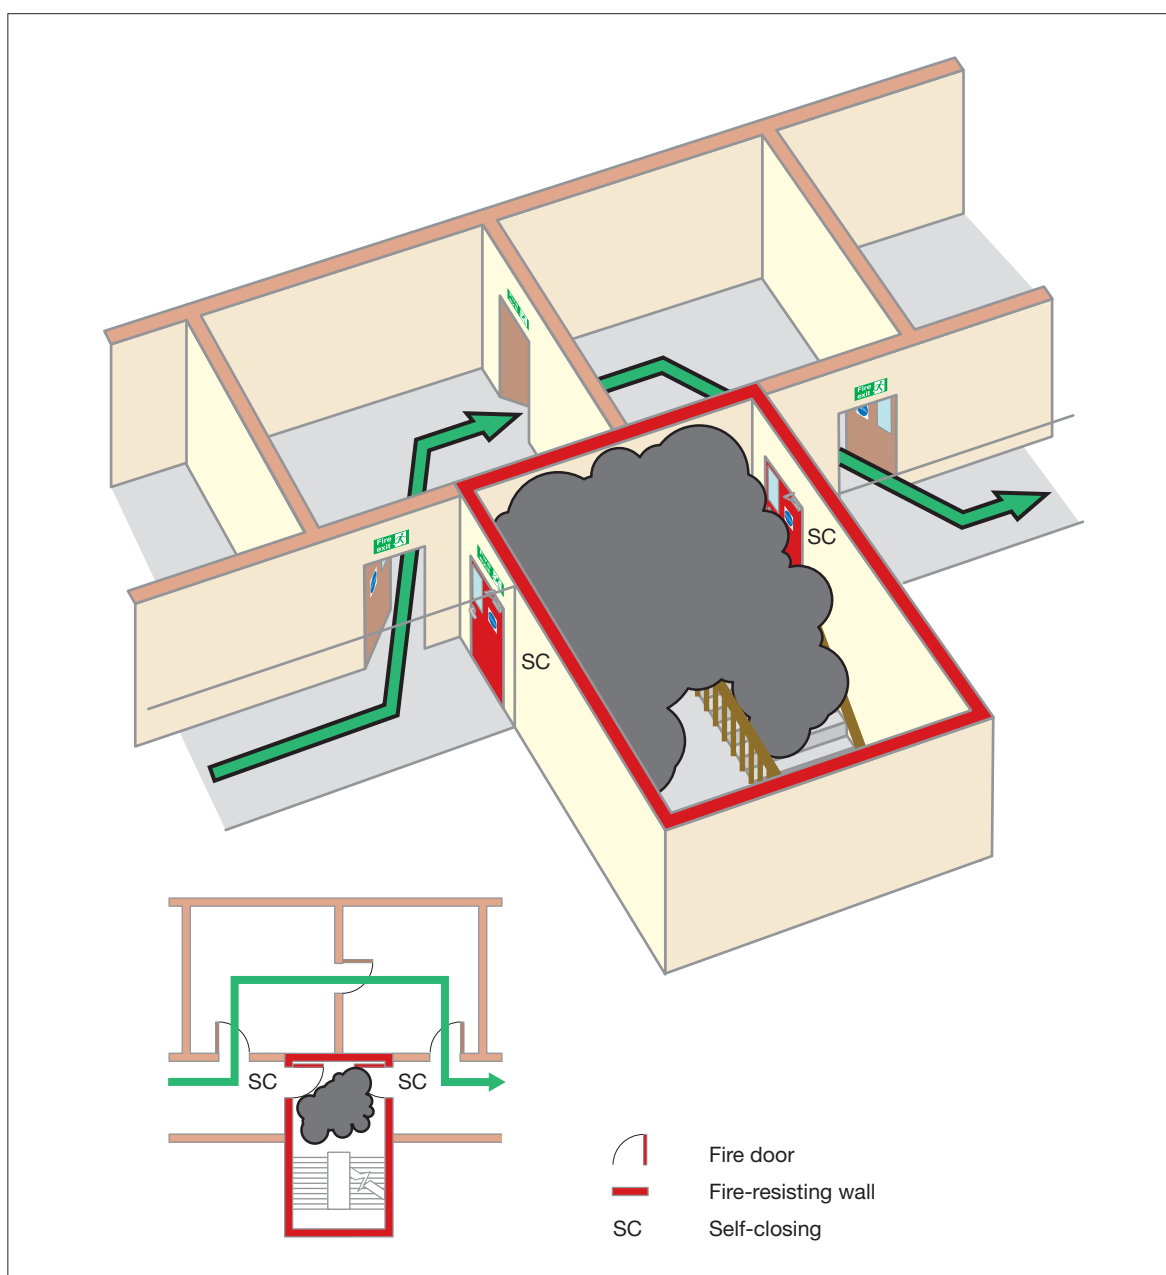 Fire
exit
Fire
exit
SC
SC
SC
SC
Fire door
Fire-resisting wall
SC
Self-closing